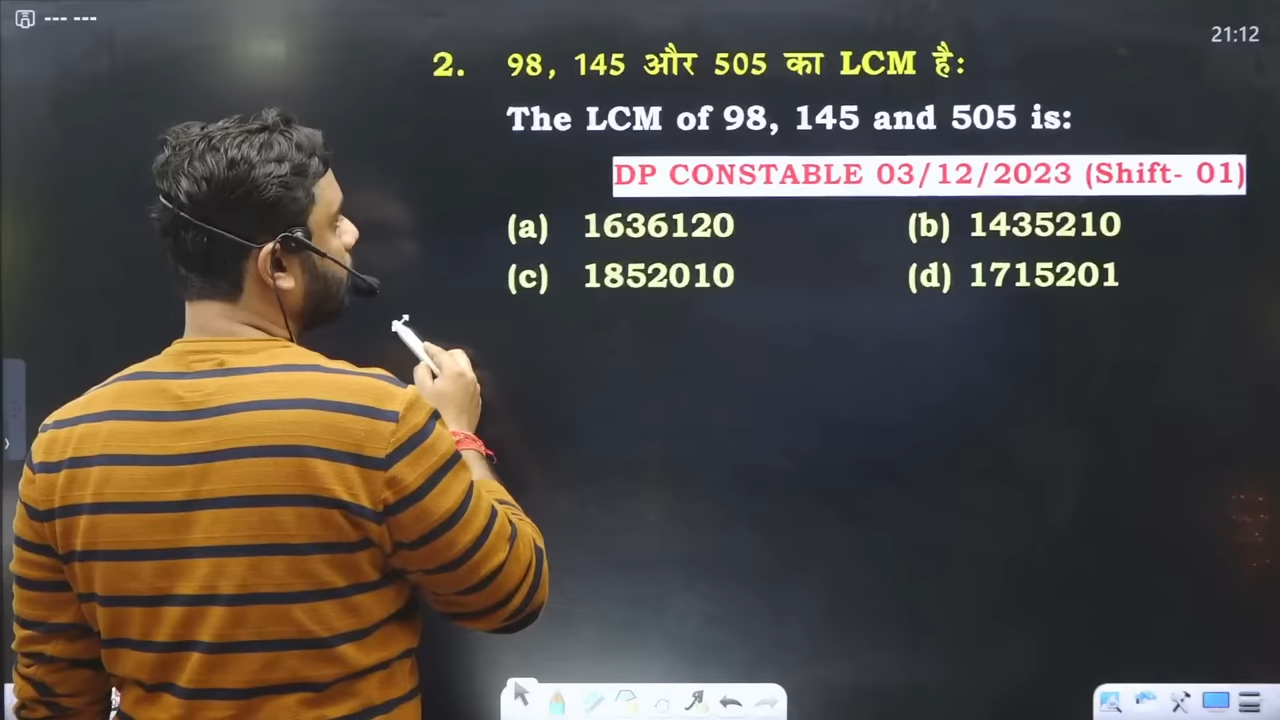 21:12
2. 98, 145 और 505 का LCM है:
The LCM of 98, 145 and 505 is:
DP CONSTABLE 03/12/2023 (Shift- 01)
(a) 1636120 (b) 1435210
(c) 1852010 (d) 1715201